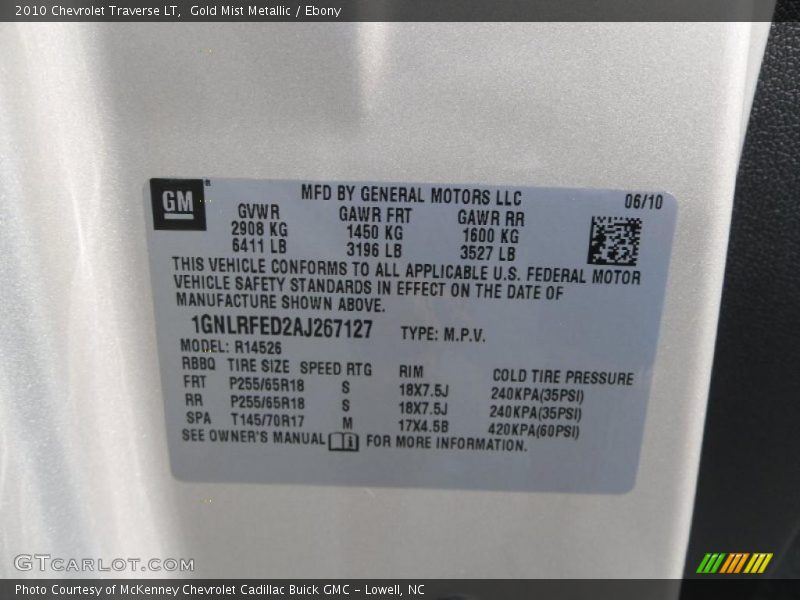 2010 Chevrolet Traverse LT, Gold Mist Metallic / Ebony
GM MFD BY GENERAL MOTORS LLC 06/10
GVWR GAWR FRT GAWR RR
2908 KG 1450 KG 1600 KG
6411 LB 3196 LB 3527 LB
THIS VEHICLE CONFORMS TO ALL APPLICABLE U.S. FEDERAL MOTOR
VEHICLE SAFETY STANDARDS IN EFFECT ON THE DATE OF
MANUFACTURE SHOWN ABOVE.
1GNLRFED2AJ267127 TYPE: M.P.V.
MODEL: R14526
RBBQ TIRE SIZE SPEED RTG RIM COLD TIRE PRESSURE
FRT P255/65R18 S 18X7.5J 240KPA(35PSI)
RR P255/65R18 S 18X7.5J 240KPA(35PSI)
SPA T145/70R17 M 17X4.5B 420KPA(60PSI)
SEE OWNER'S MANUAL i FOR MORE INFORMATION.
GTCARLOT.COM
Photo Courtesy of McKenney Chevrolet Cadillac Buick GMC - Lowell, NC